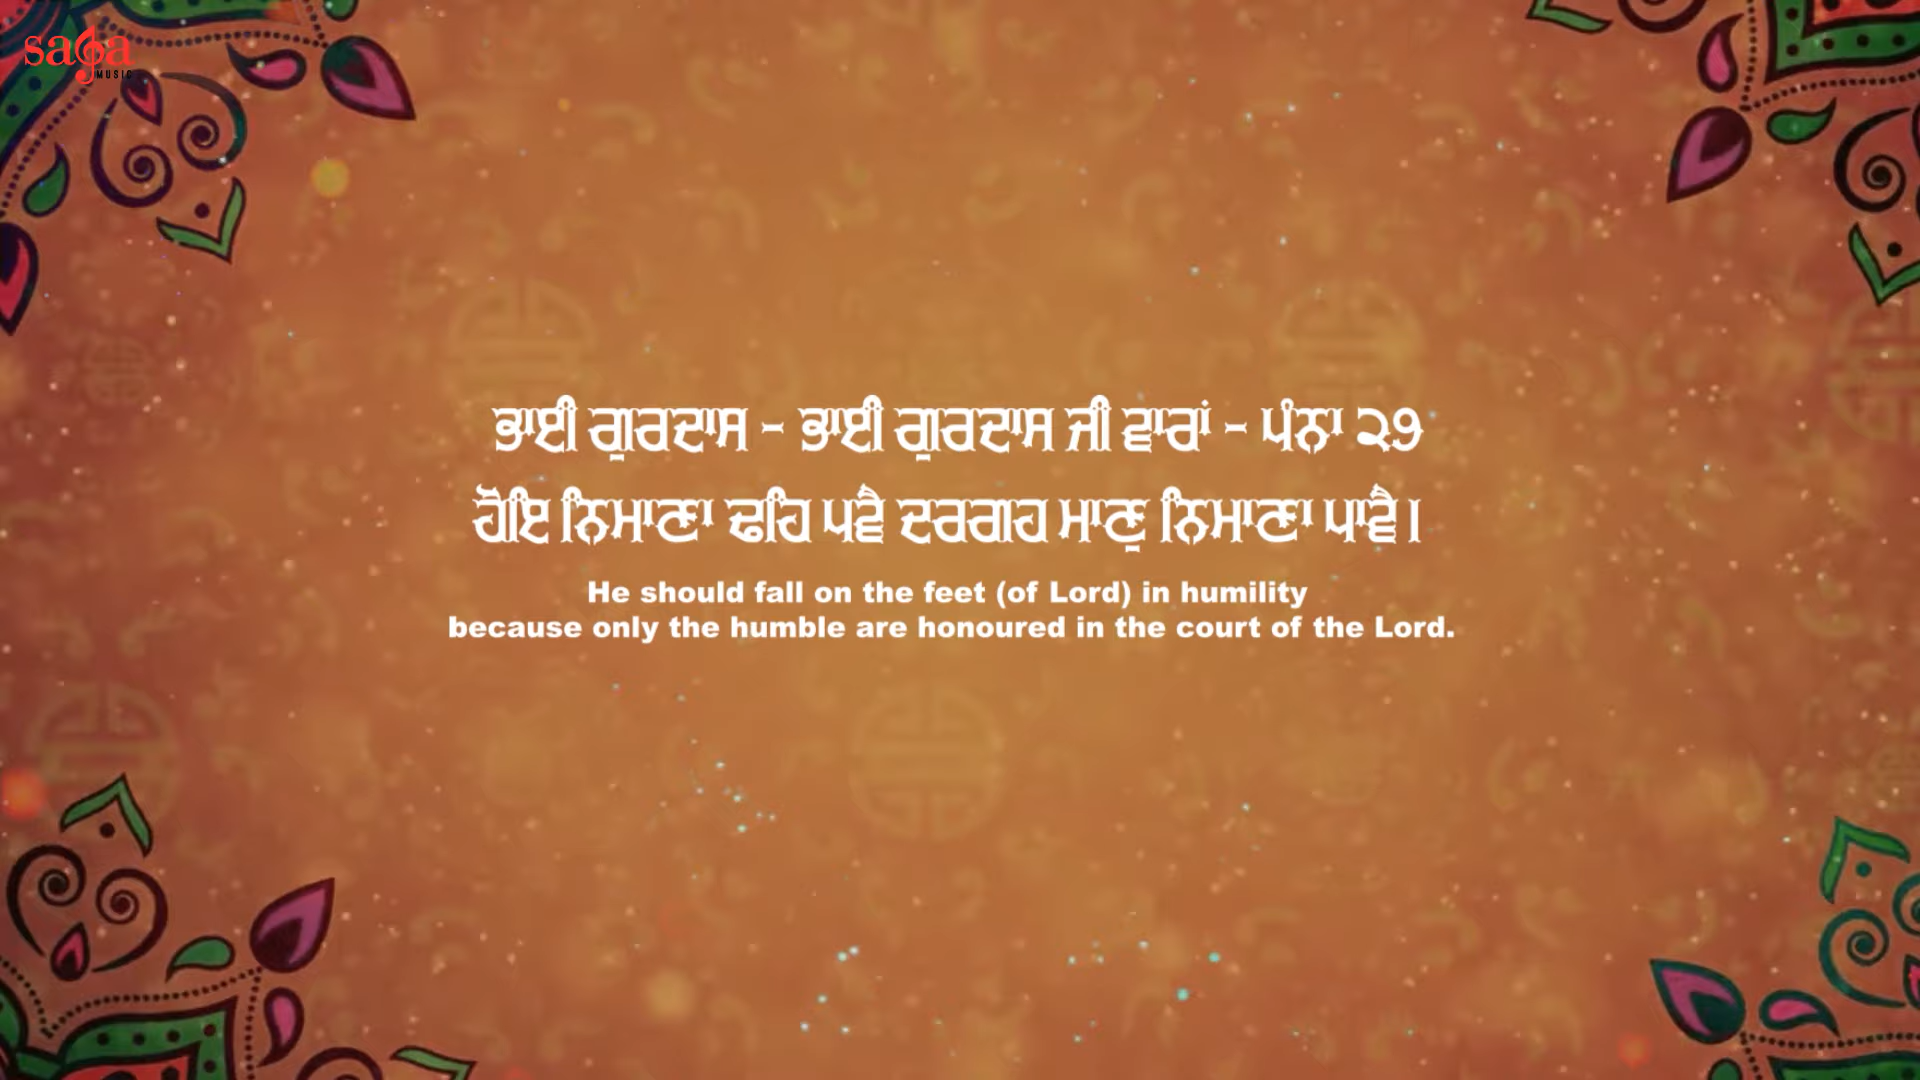 saga
MUSIC
ਭਾਈ ਗੁਰਦਾਸ - ਭਾਈ ਗੁਰਦਾਸ ਜੀ ਵਾਰਾਂ - ਪੰਨਾ ੨੭
ਹੋਇ ਨਿਮਾਣਾ ਢਹਿ ਪਵੈ ਦਰਗਹ ਮਾਣੁ ਨਿਮਾਣਾ ਪਾਵੈ।
He should fall on the feet (of Lord) in humility
because only the humble are honoured in the court of the Lord.